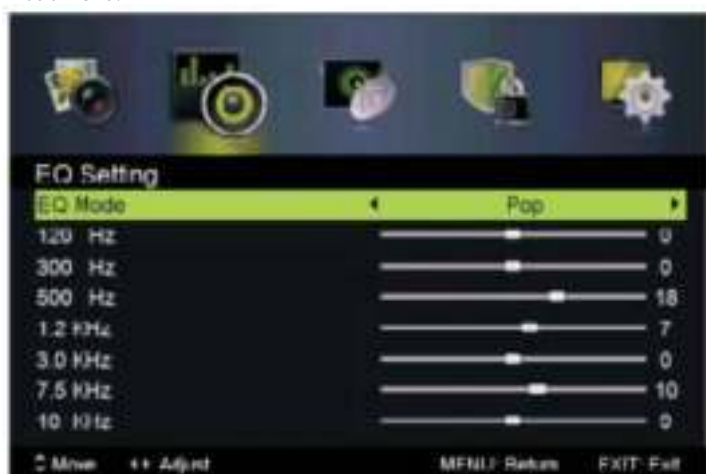 EQ Setting
EQ Mode Pop
120 Hz 0
300 Hz 0
500 Hz 18
1.2 KHz 7
3.0 KHz 0
7.5 KHz 10
10 KHz 0
Move Adjust MENU: Return EXIT: Exit